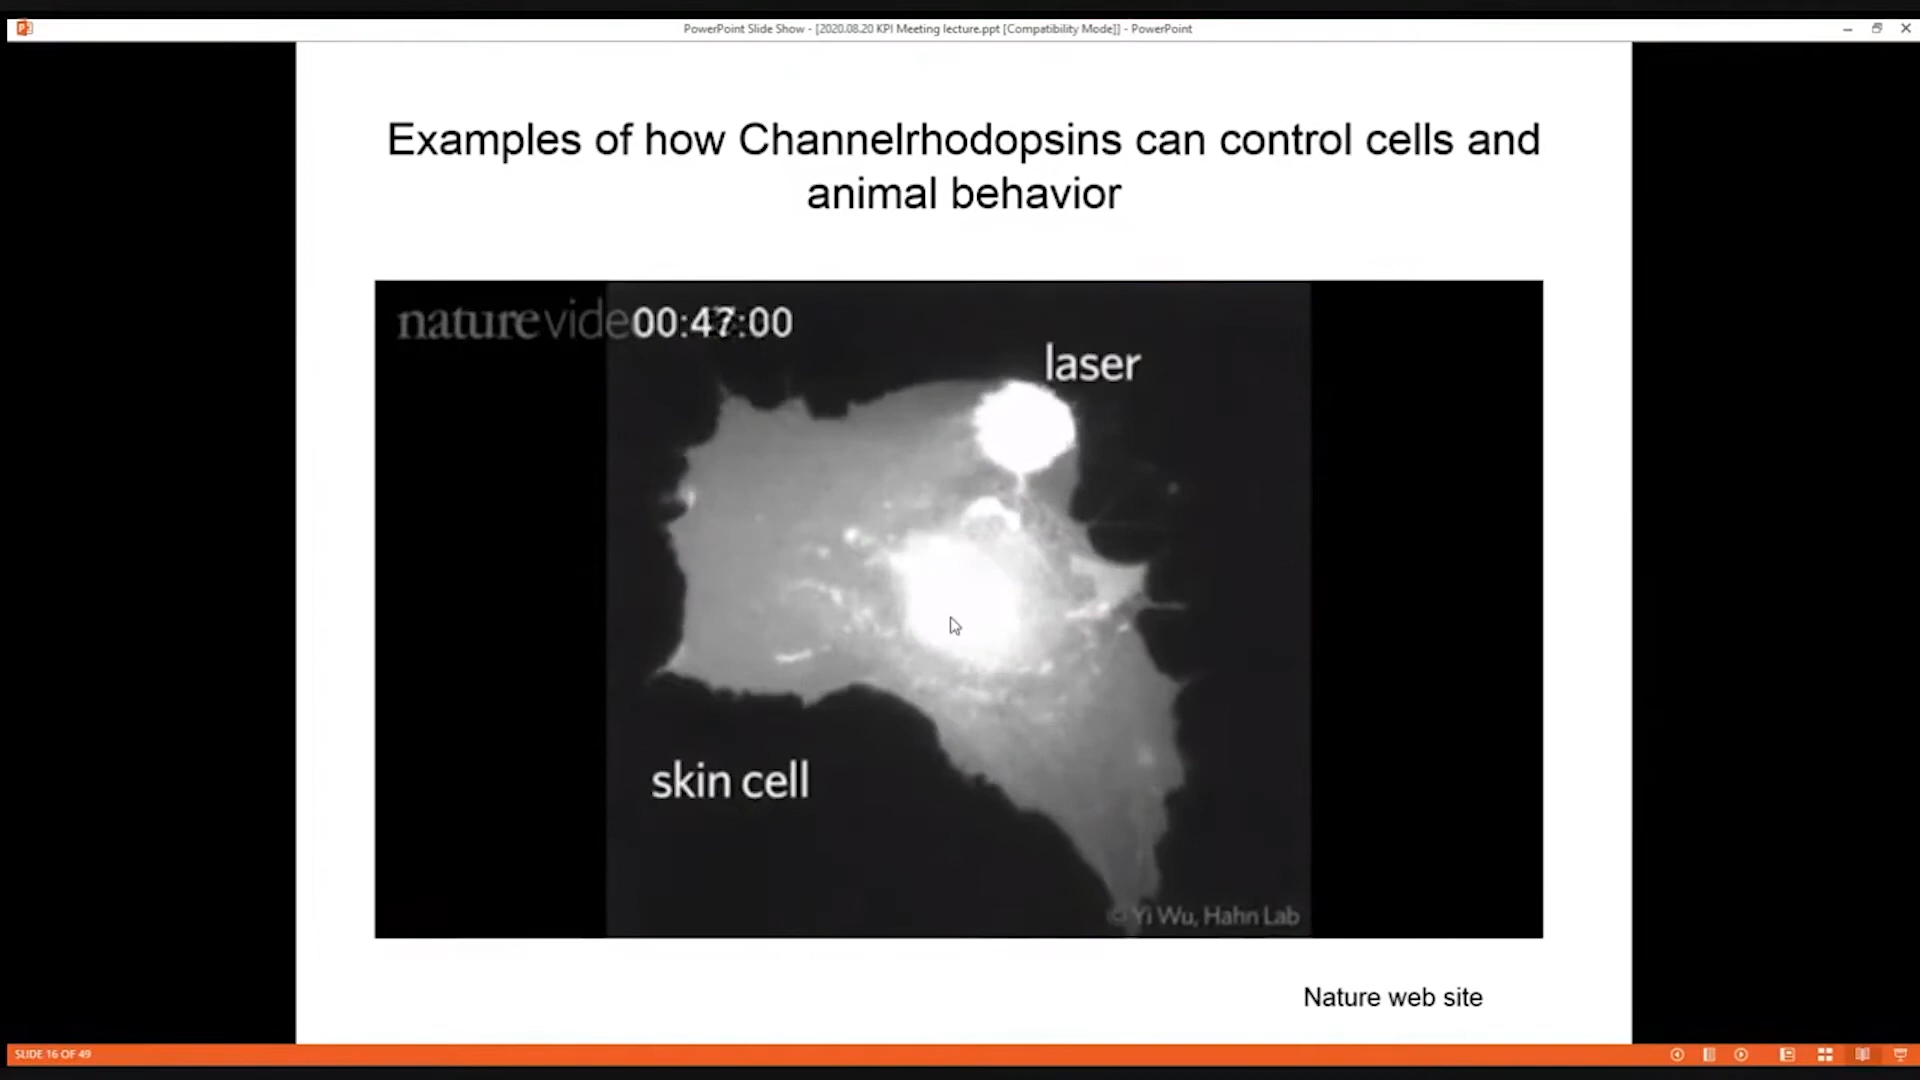 PowerPoint Slide Show - [2020.08.20 KPI Meeting lecture.ppt [Compatibility Mode]] - PowerPoint
Examples of how Channelrhodopsins can control cells and
animal behavior
naturevide
00:47:00
laser
skin cell
© Yi Wu, Hahn Lab
Nature web site
SLIDE 16 OF 49